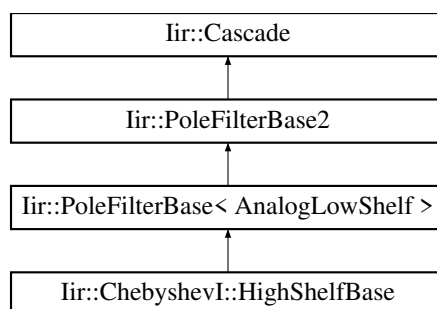 Iir::Cascade
Iir::PoleFilterBase2
Iir::PoleFilterBase< AnalogLowShelf >
Iir::ChebyshevI::HighShelfBase